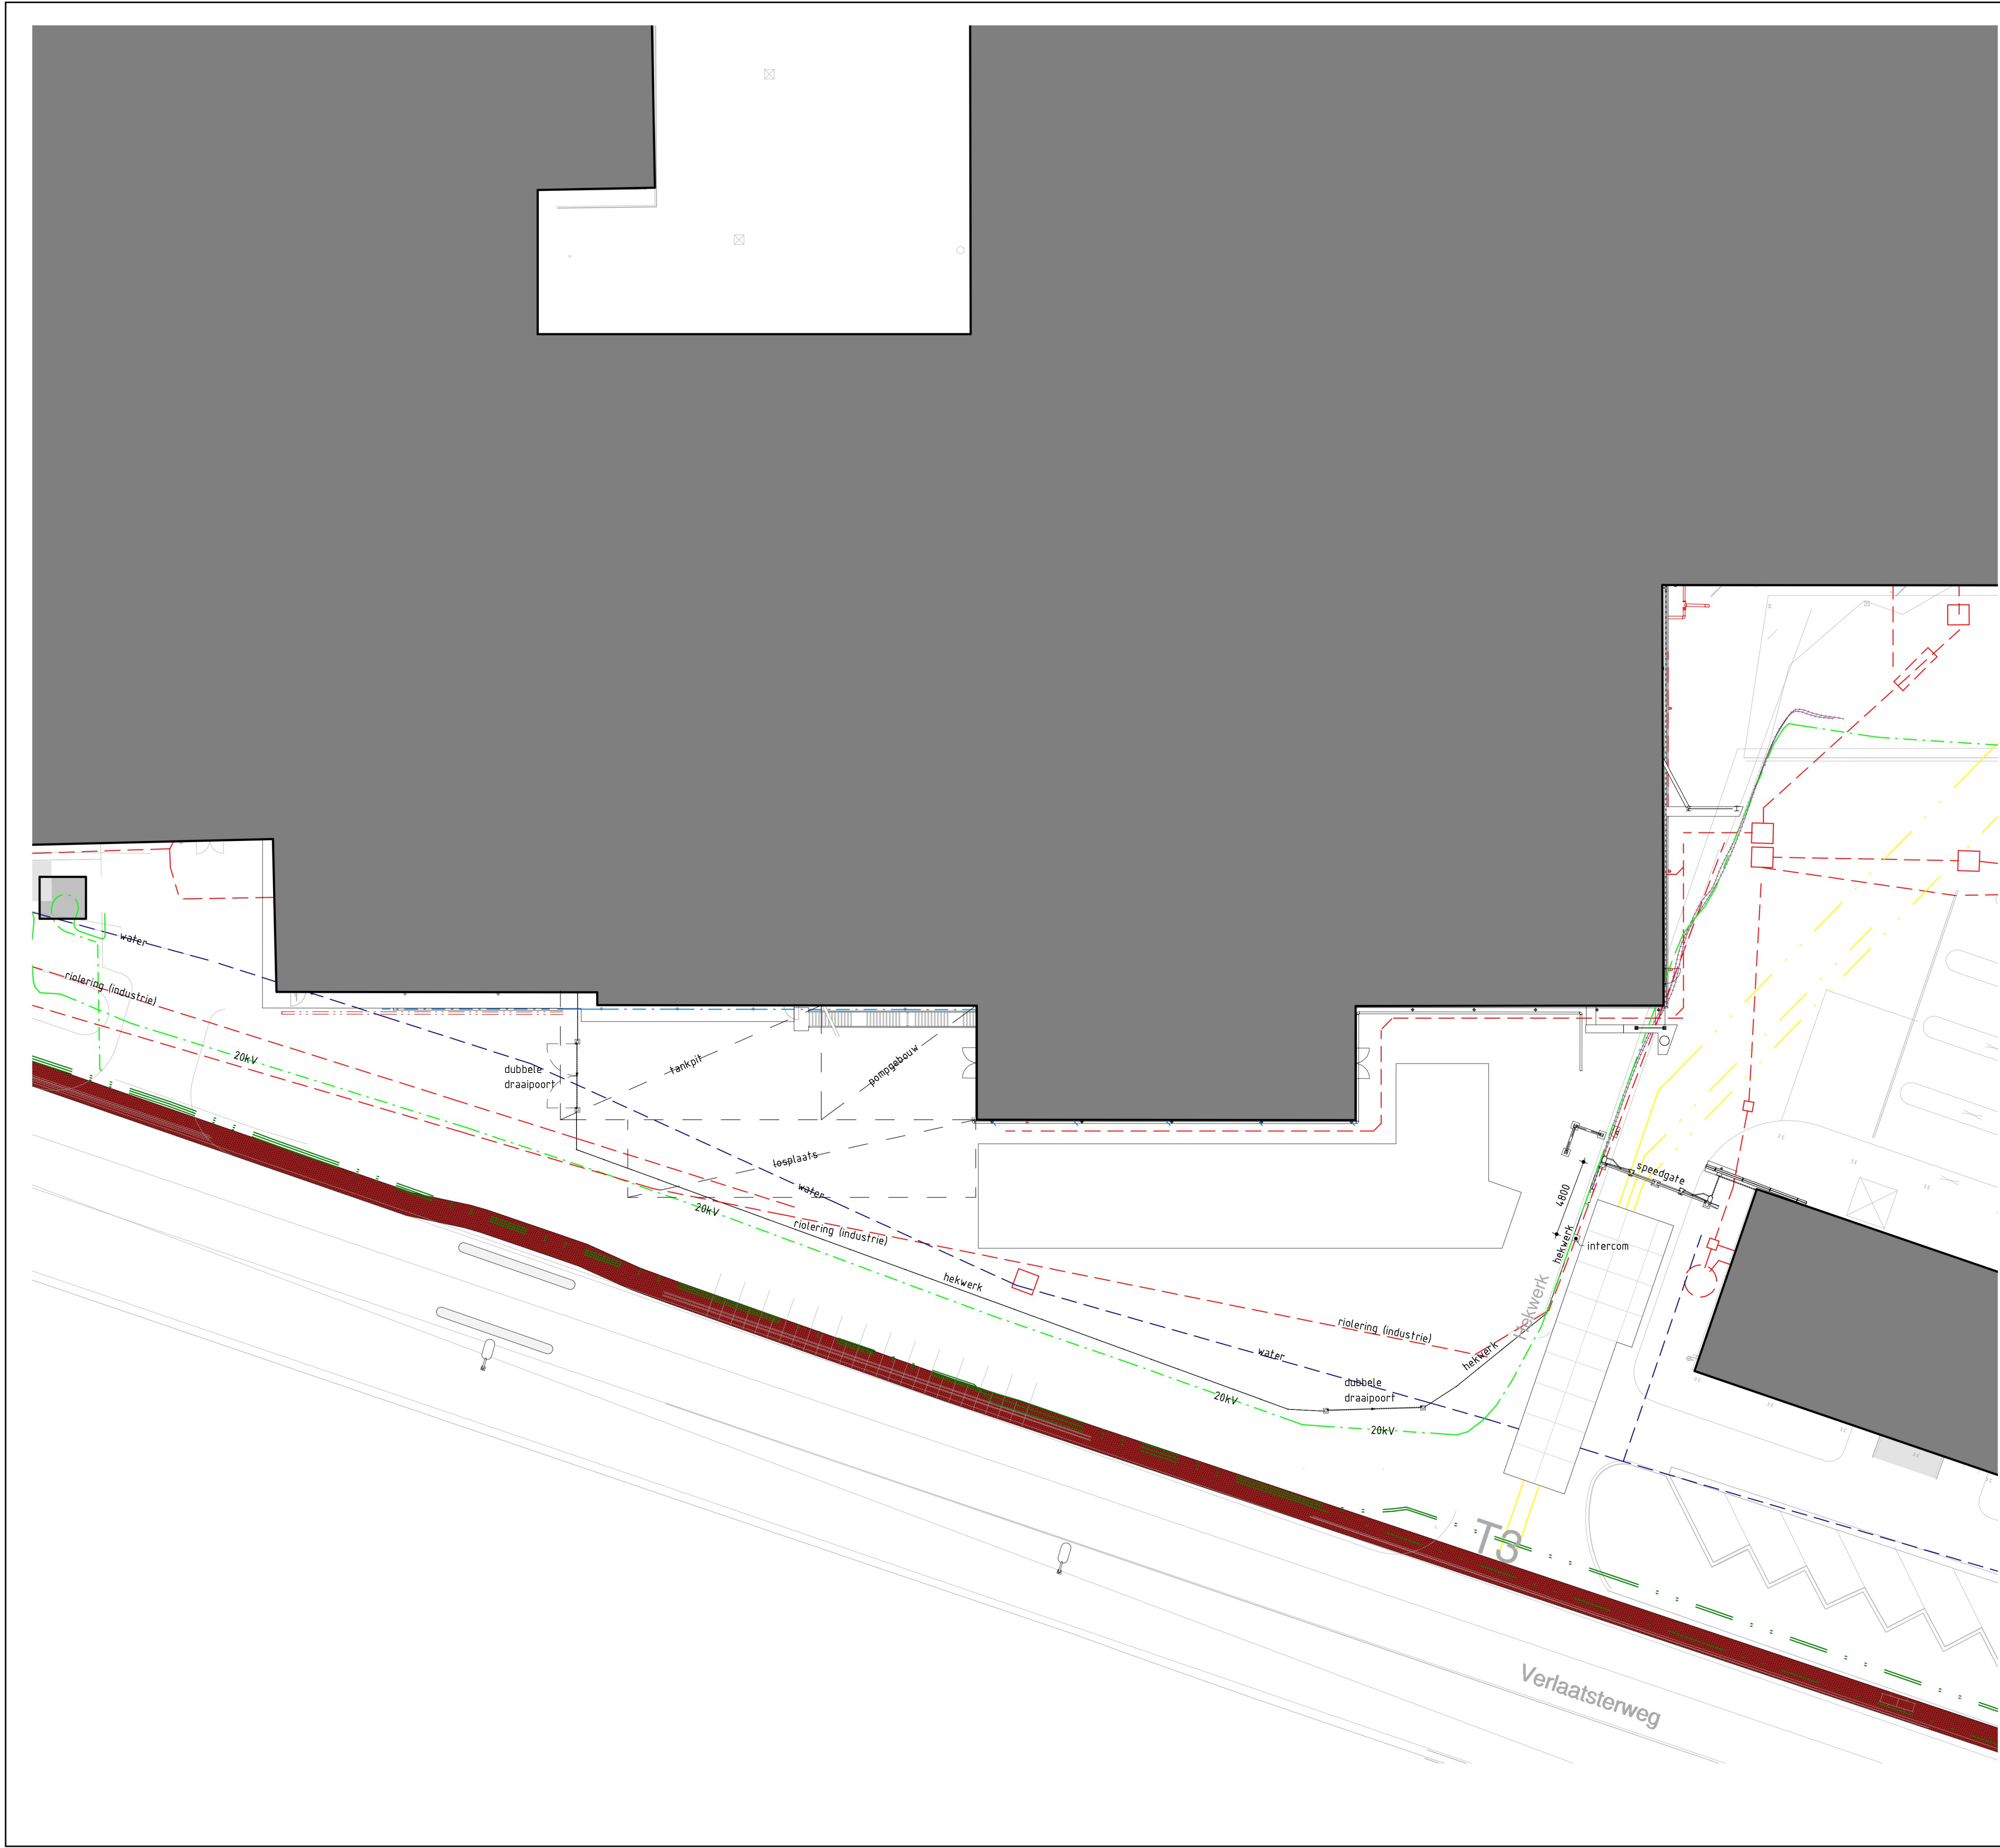 water
riolering (industrie)
20kV
dubbele
draaipoort
tankpit
pompgebouw
losplaats
water
20kV
riolering (industrie)
hekwerk
speedgate
4800
hekwerk
intercom
Hekwerk
riolering (industrie)
water
hekwerk
dubbele
draaipoort
20kV
20kV
T3
Verlaatsterweg